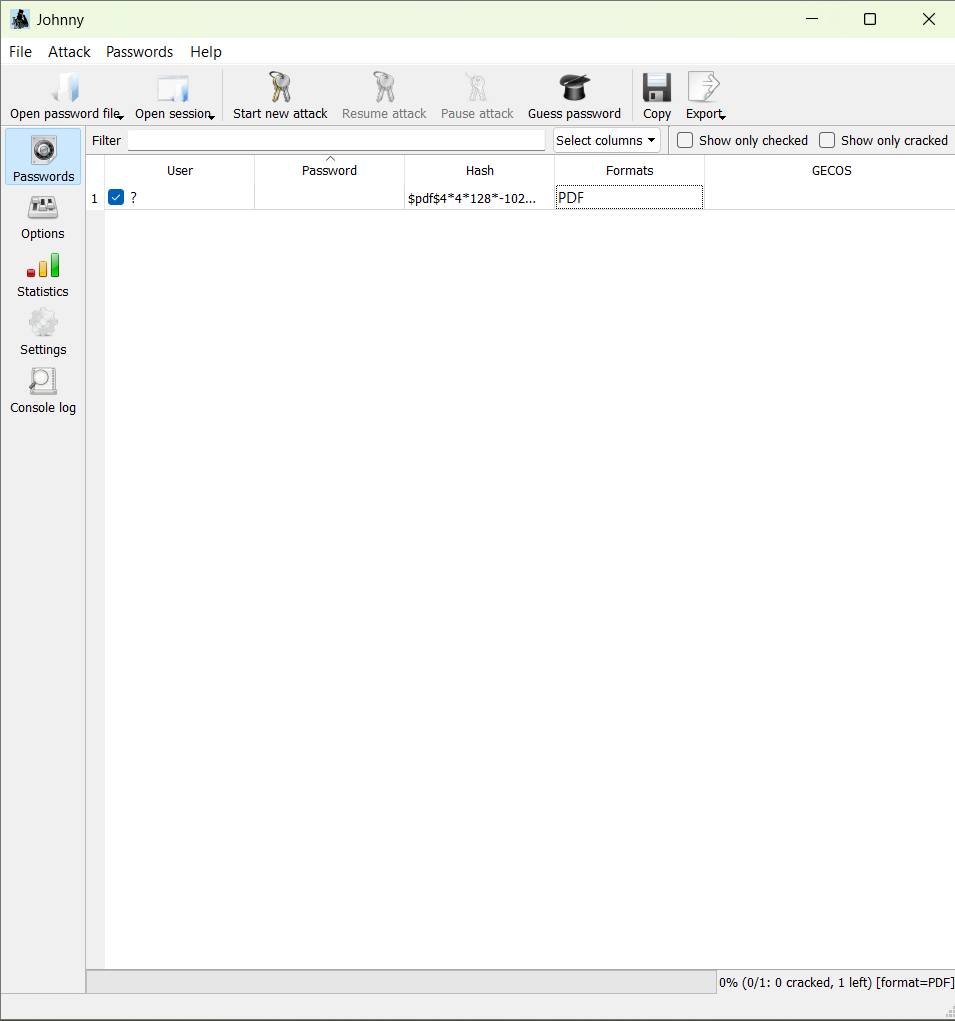 Johnny
File Attack Passwords Help
Open password file Open session Start new attack Resume attack Pause attack Guess password Copy Export
Passwords
Options
Statistics
Settings
Console log
Filter Select columns Show only checked Show only cracked
User Password Hash Formats GECOS
1 ? $pdf$4*4*128*-102... PDF
0% (0/1: 0 cracked, 1 left) [format=PDF]